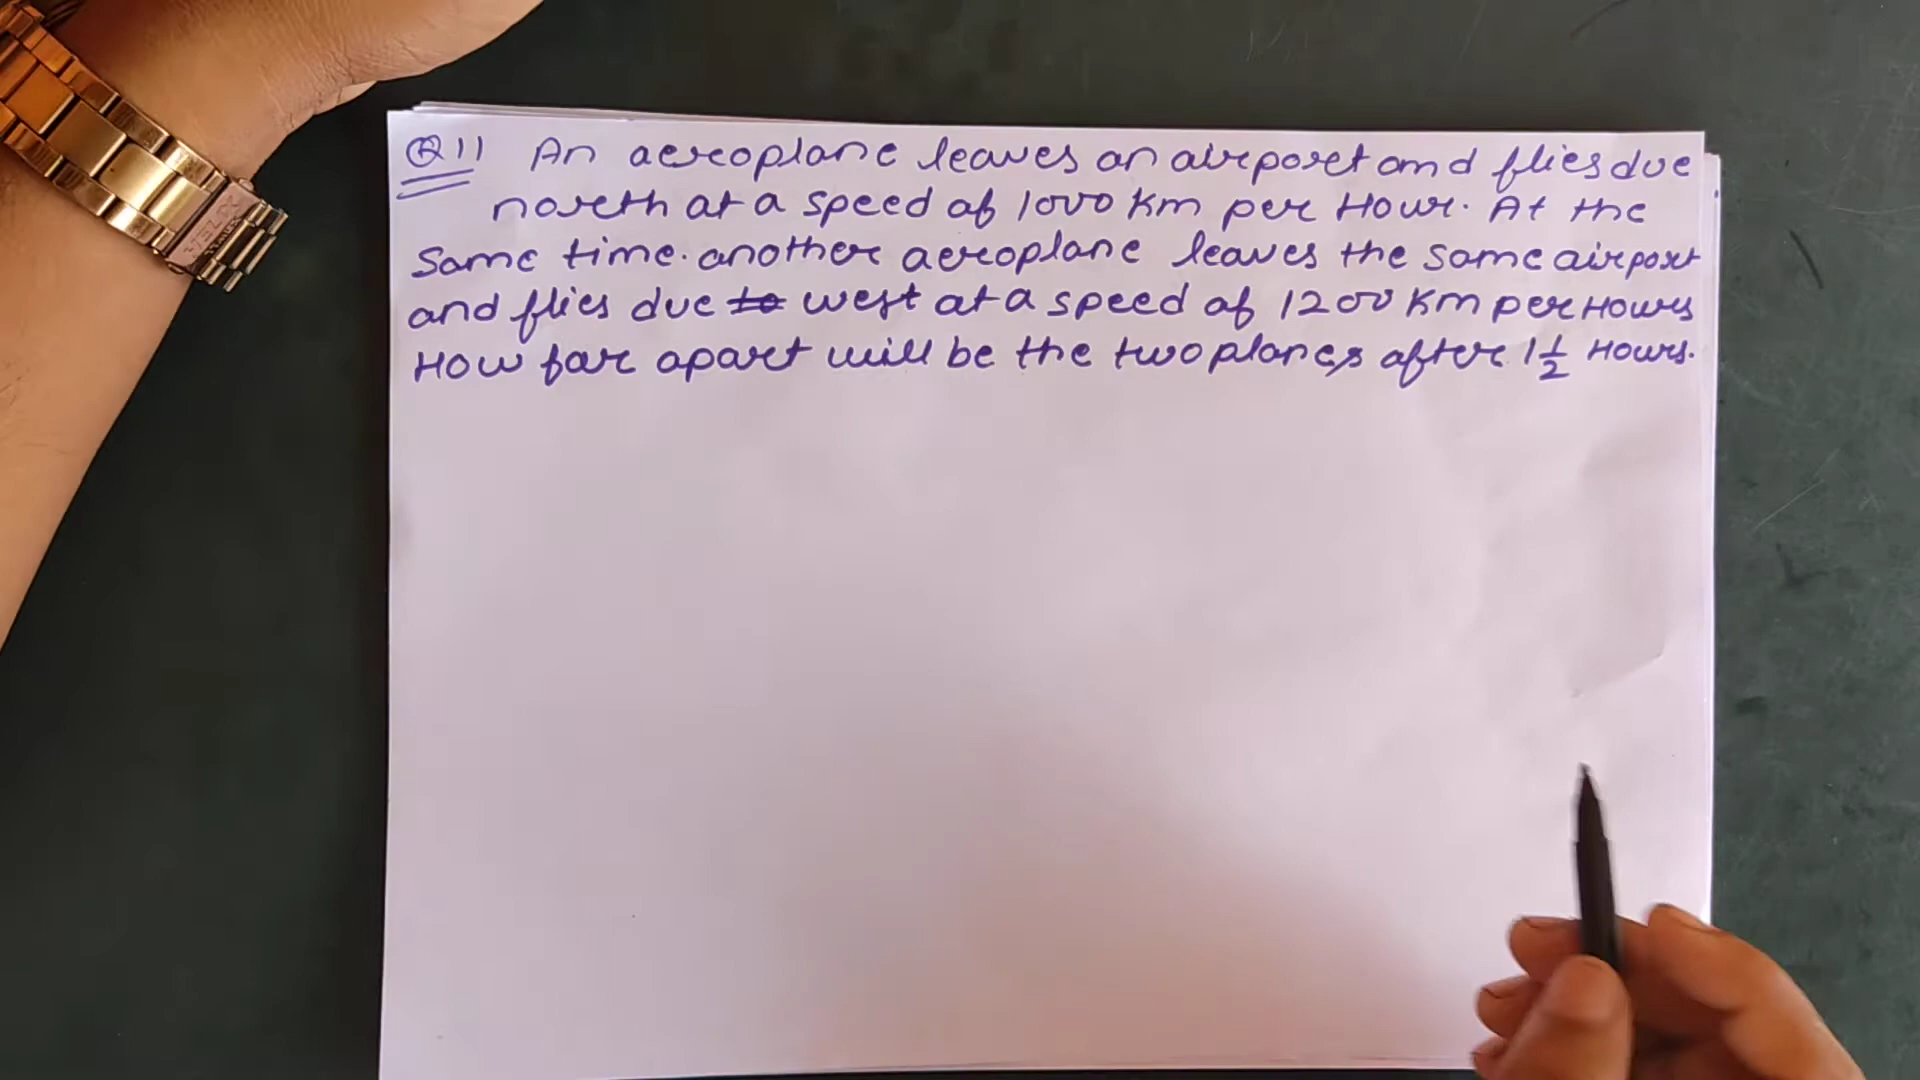 Q11 An aeroplane leaves an airport and flies due
north at a speed of 1000 Km per Hour. At the
Same time. another aeroplane leaves the same airport
and flies due to west at a speed of 1200 Km per Hours
How far apart will be the two planes after 1 1/2 Hours.